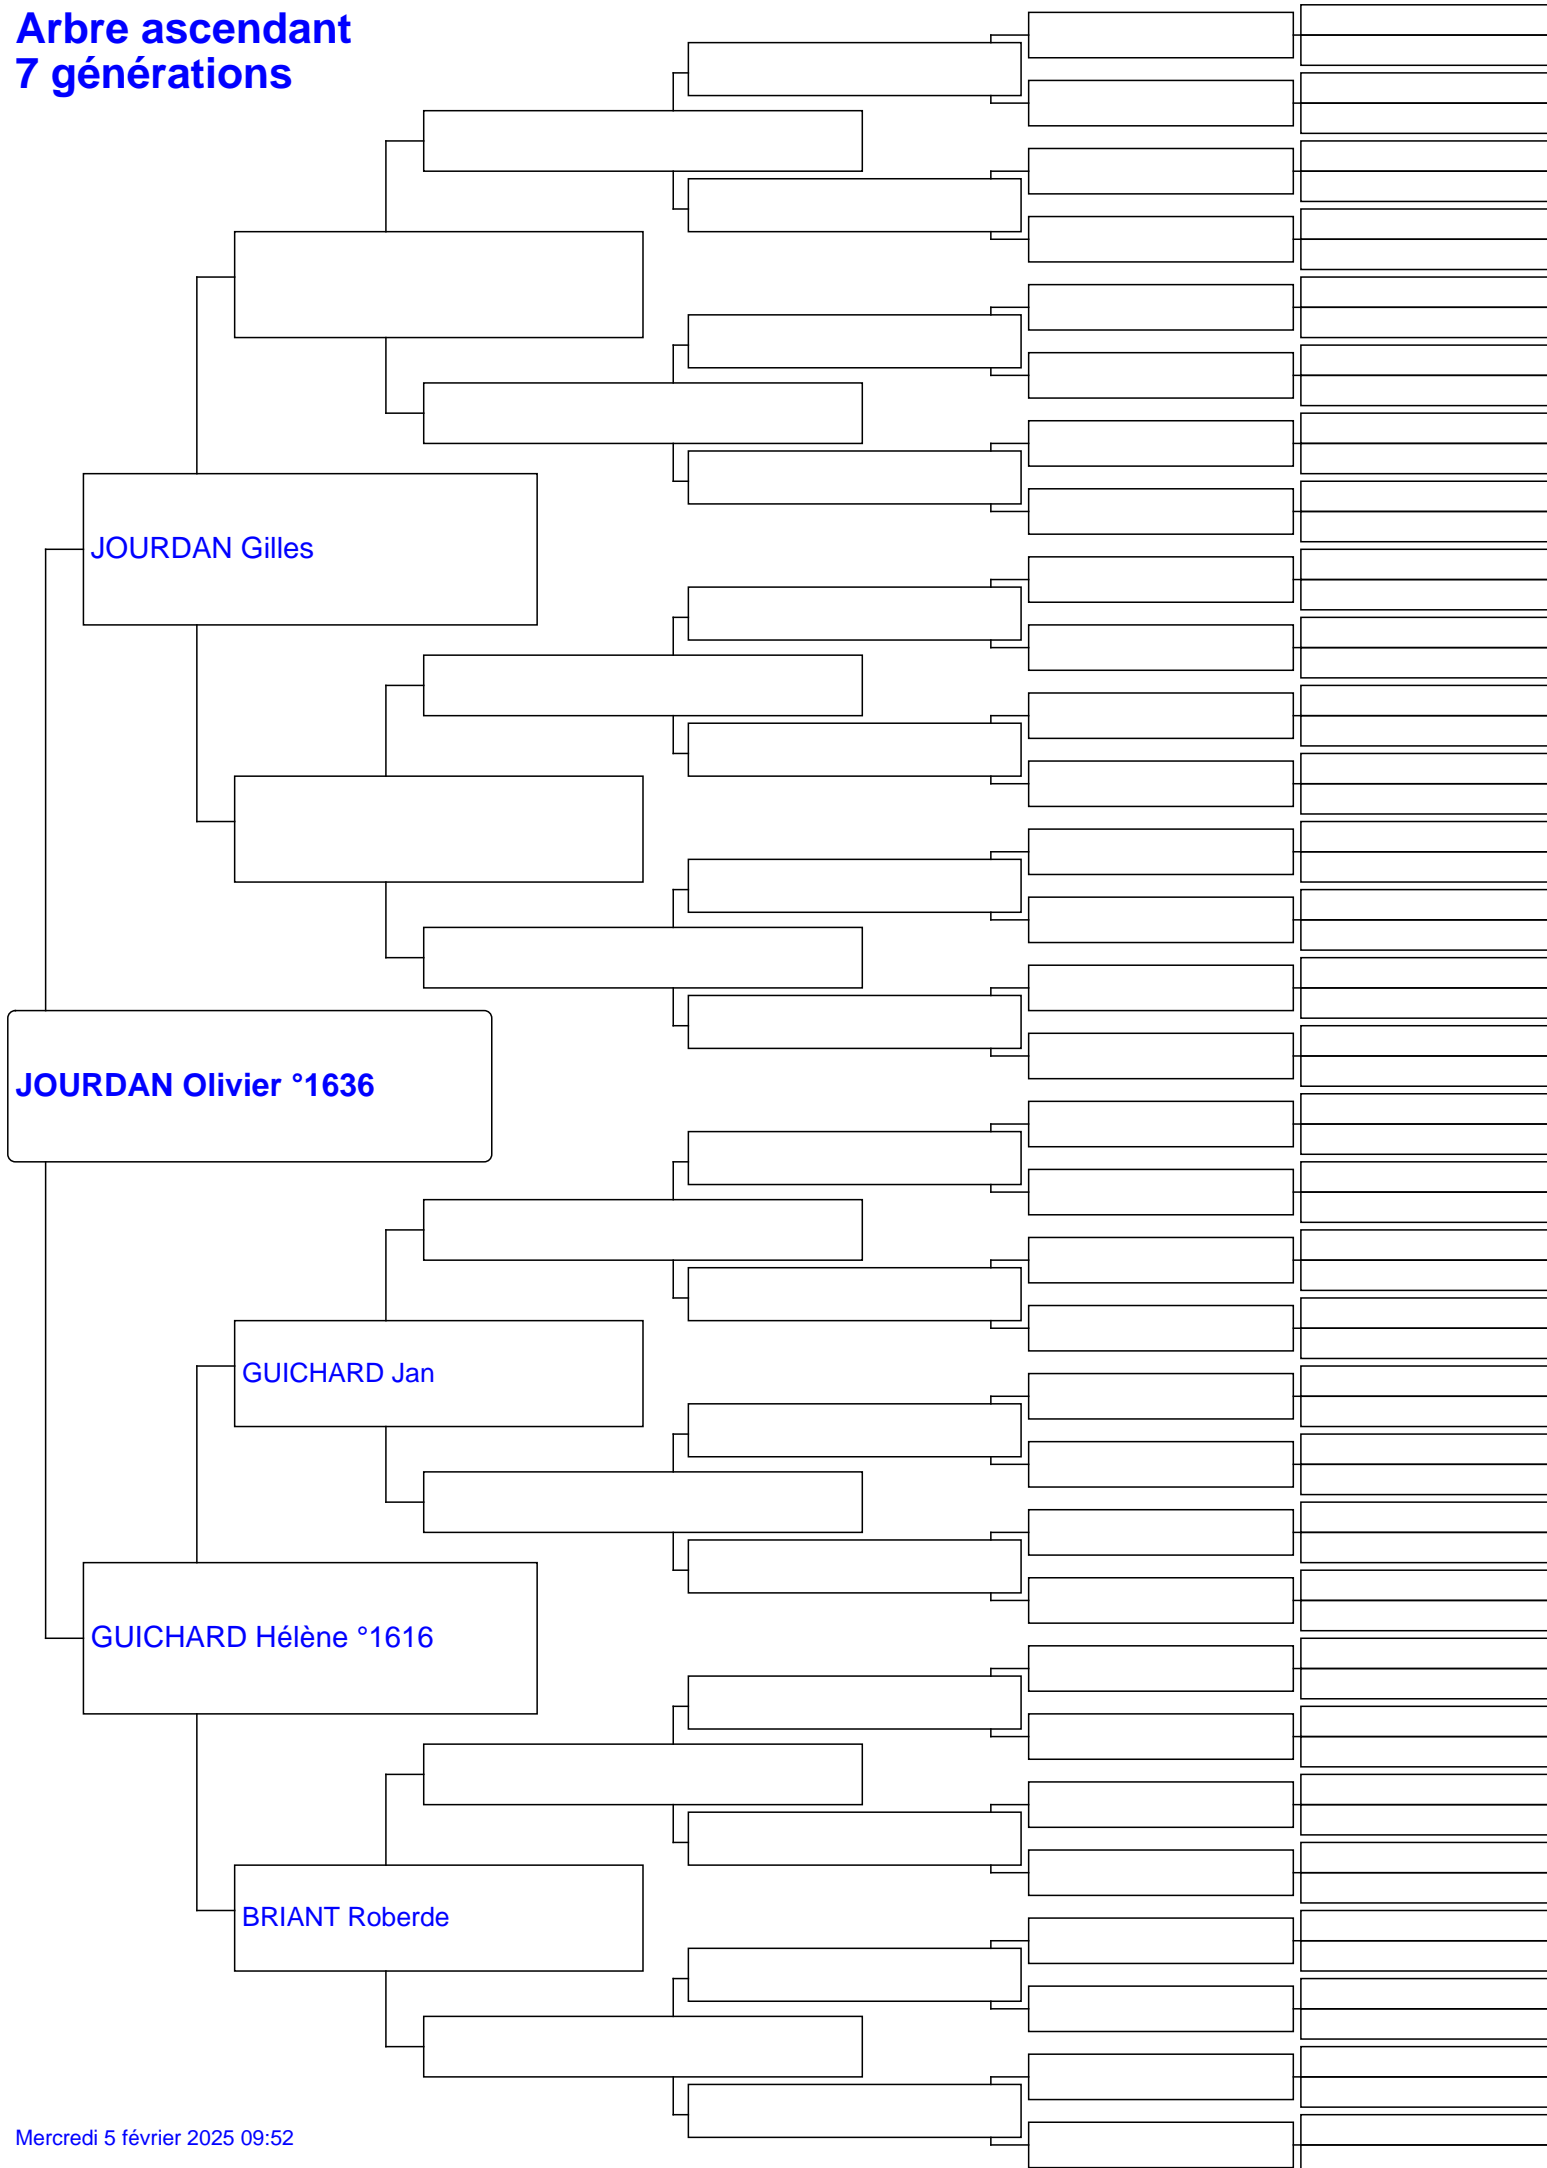 Arbre ascendant
7 générations
JOURDAN Gilles
JOURDAN Olivier °1636
GUICHARD Jan
GUICHARD Hélène °1616
BRIANT Roberde
Mercredi 5 février 2025 09:52